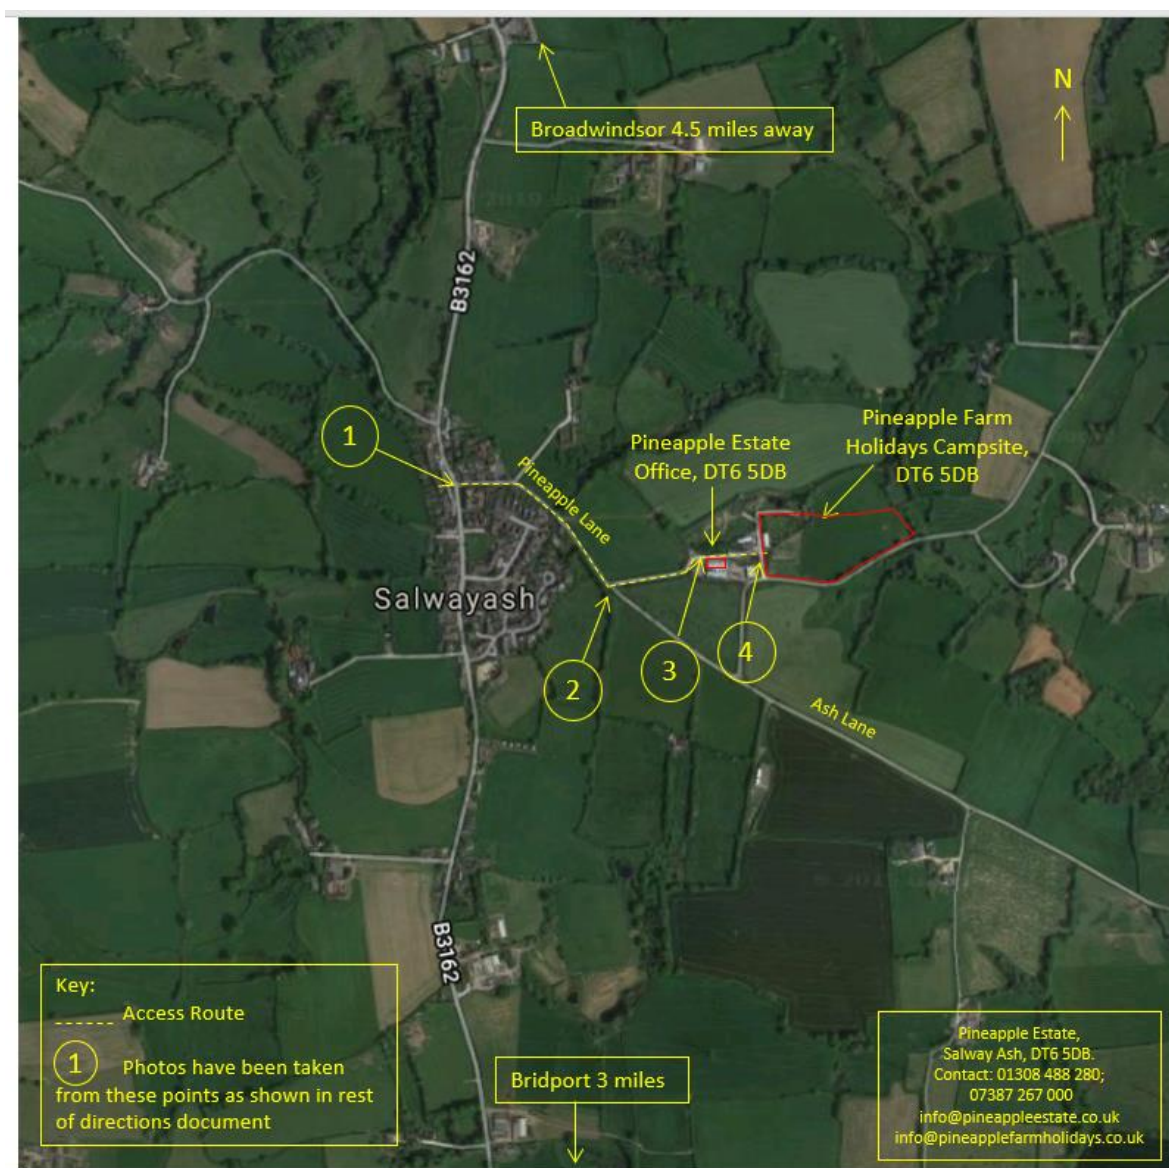 N
Broadwindsor 4.5 miles away
B3162
1
Pineapple Lane
Pineapple Estate
Office, DT6 5DB
Pineapple Farm
Holidays Campsite,
DT6 5DB
Salwayash
2
3
4
Ash Lane
B3162
Key:
Access Route
1
Photos have been taken
from these points as shown in rest
of directions document
Bridport 3 miles
Pineapple Estate,
Salway Ash, DT6 5DB.
Contact: 01308 488 280;
07387 267 000
info@pineappleestate.co.uk
info@pineapplefarmholidays.co.uk